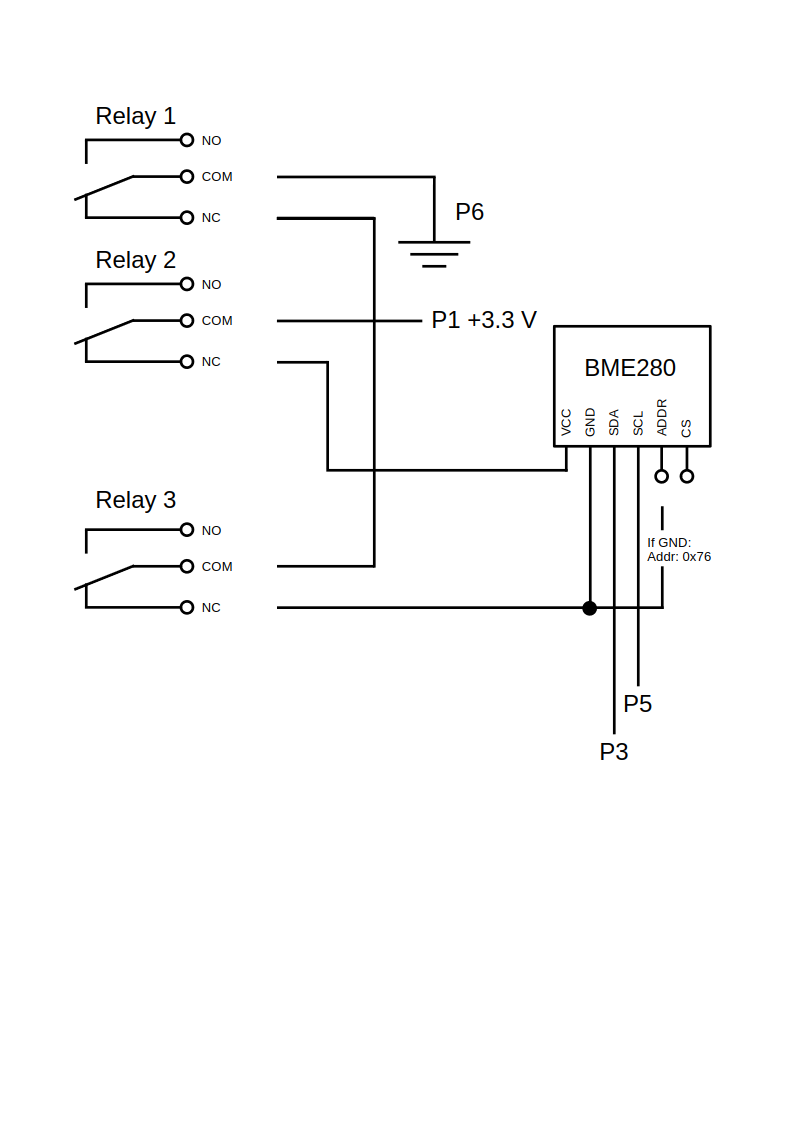 Relay 1
NO
COM
NC
P6
Relay 2
NO
COM
NC
P1 +3.3 V
BME280
VCC
GND
SDA
SCL
ADDR
CS
Relay 3
NO
COM
NC
If GND:
Addr: 0x76
P5
P3